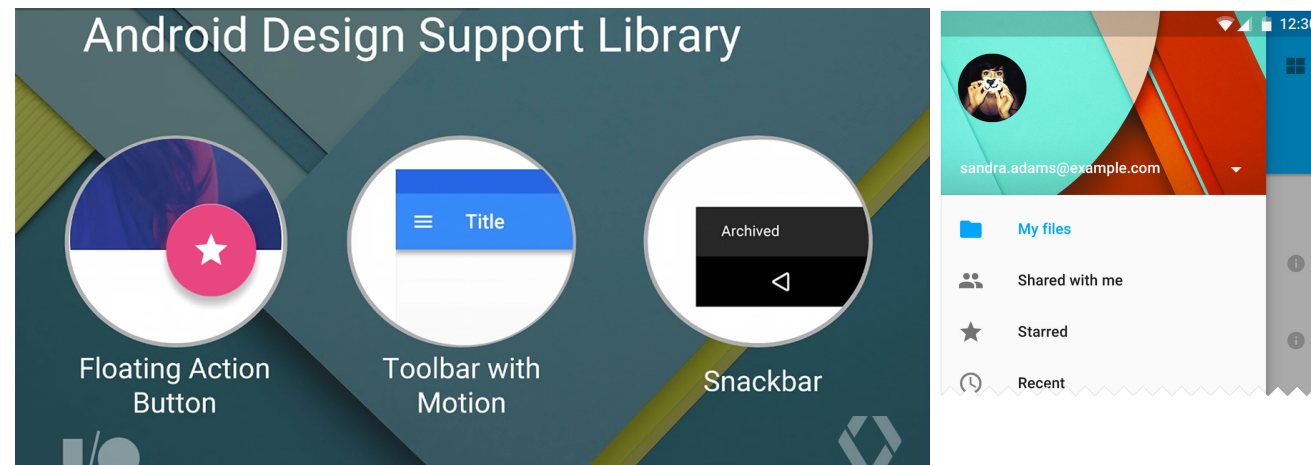 Android Design Support Library
Title
Archived
Floating Action
Button
Toolbar with
Motion
Snackbar
I/O
12:30
sandra.adams@example.com
My files
Shared with me
Starred
Recent